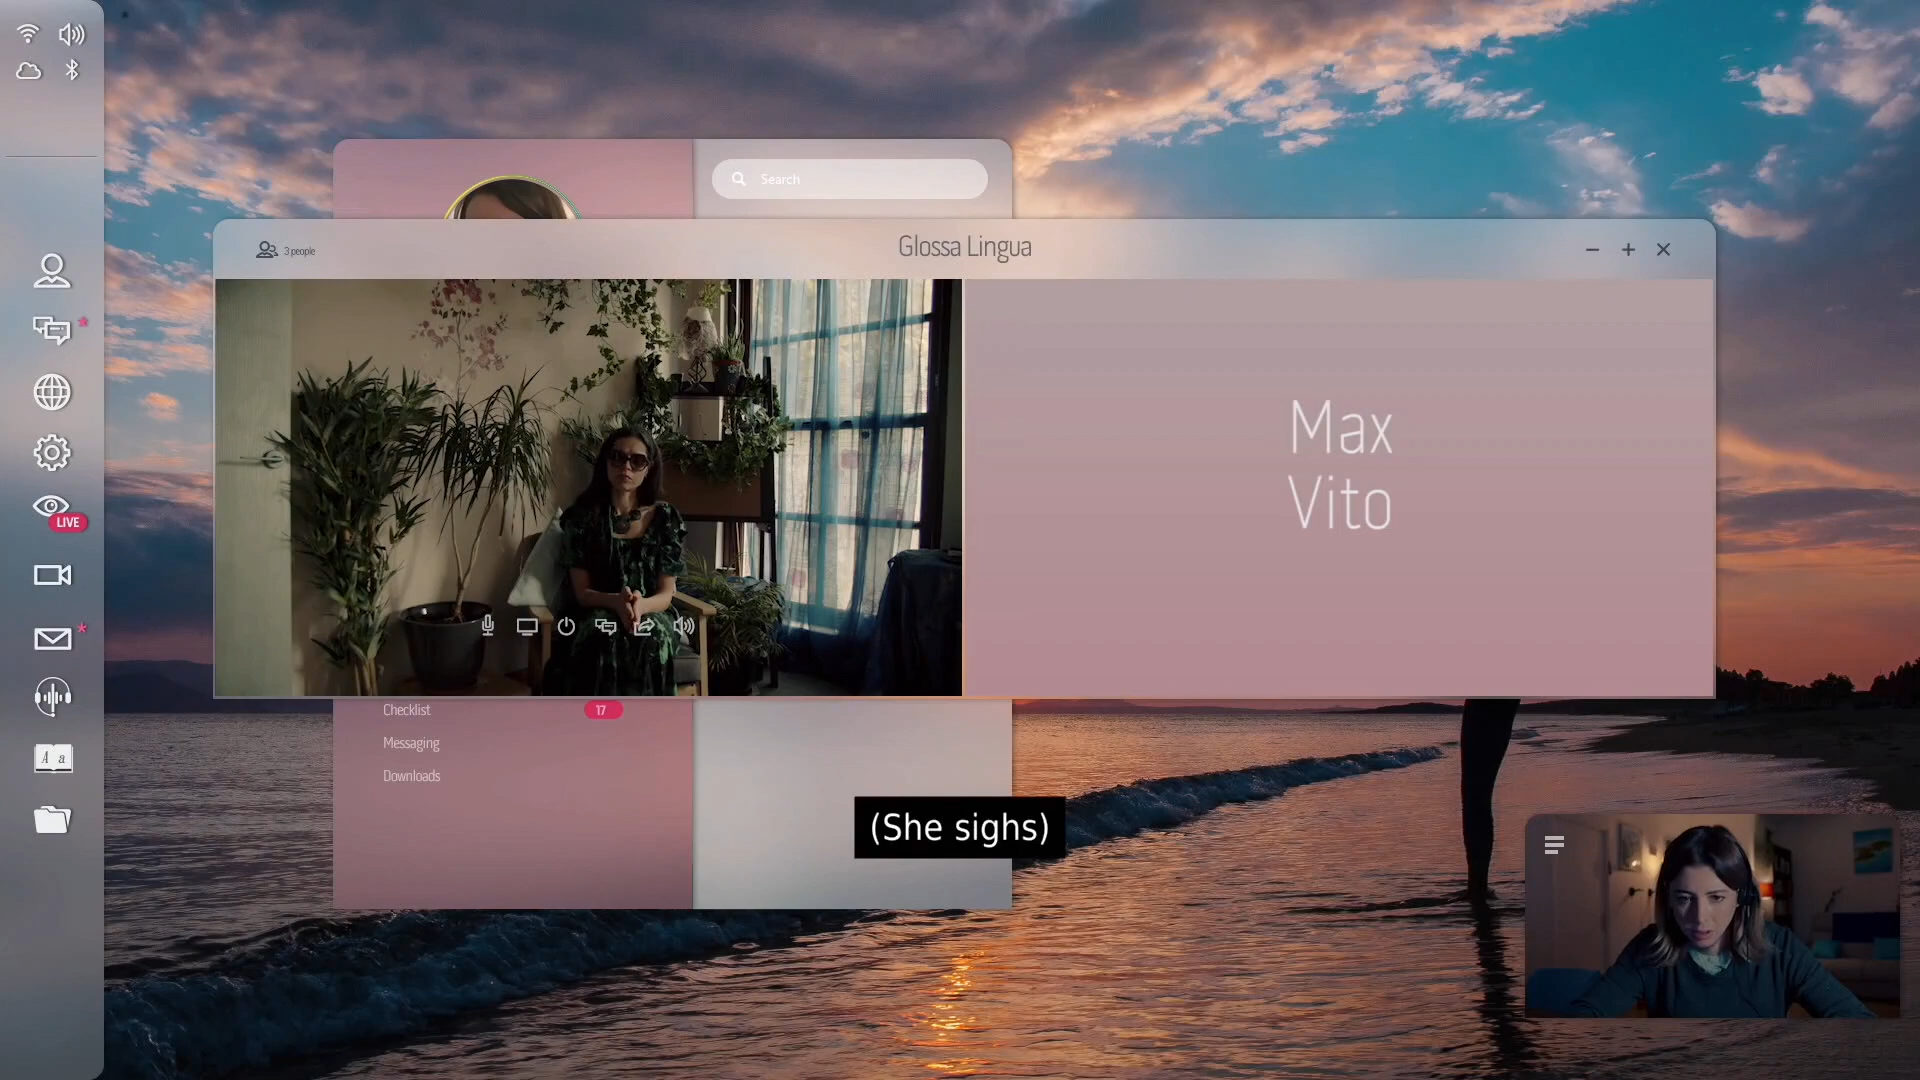 Search
3 people
Glossa Lingua
Max
Vito
LIVE
A a
Checklist
17
Messaging
Downloads
(She sighs)